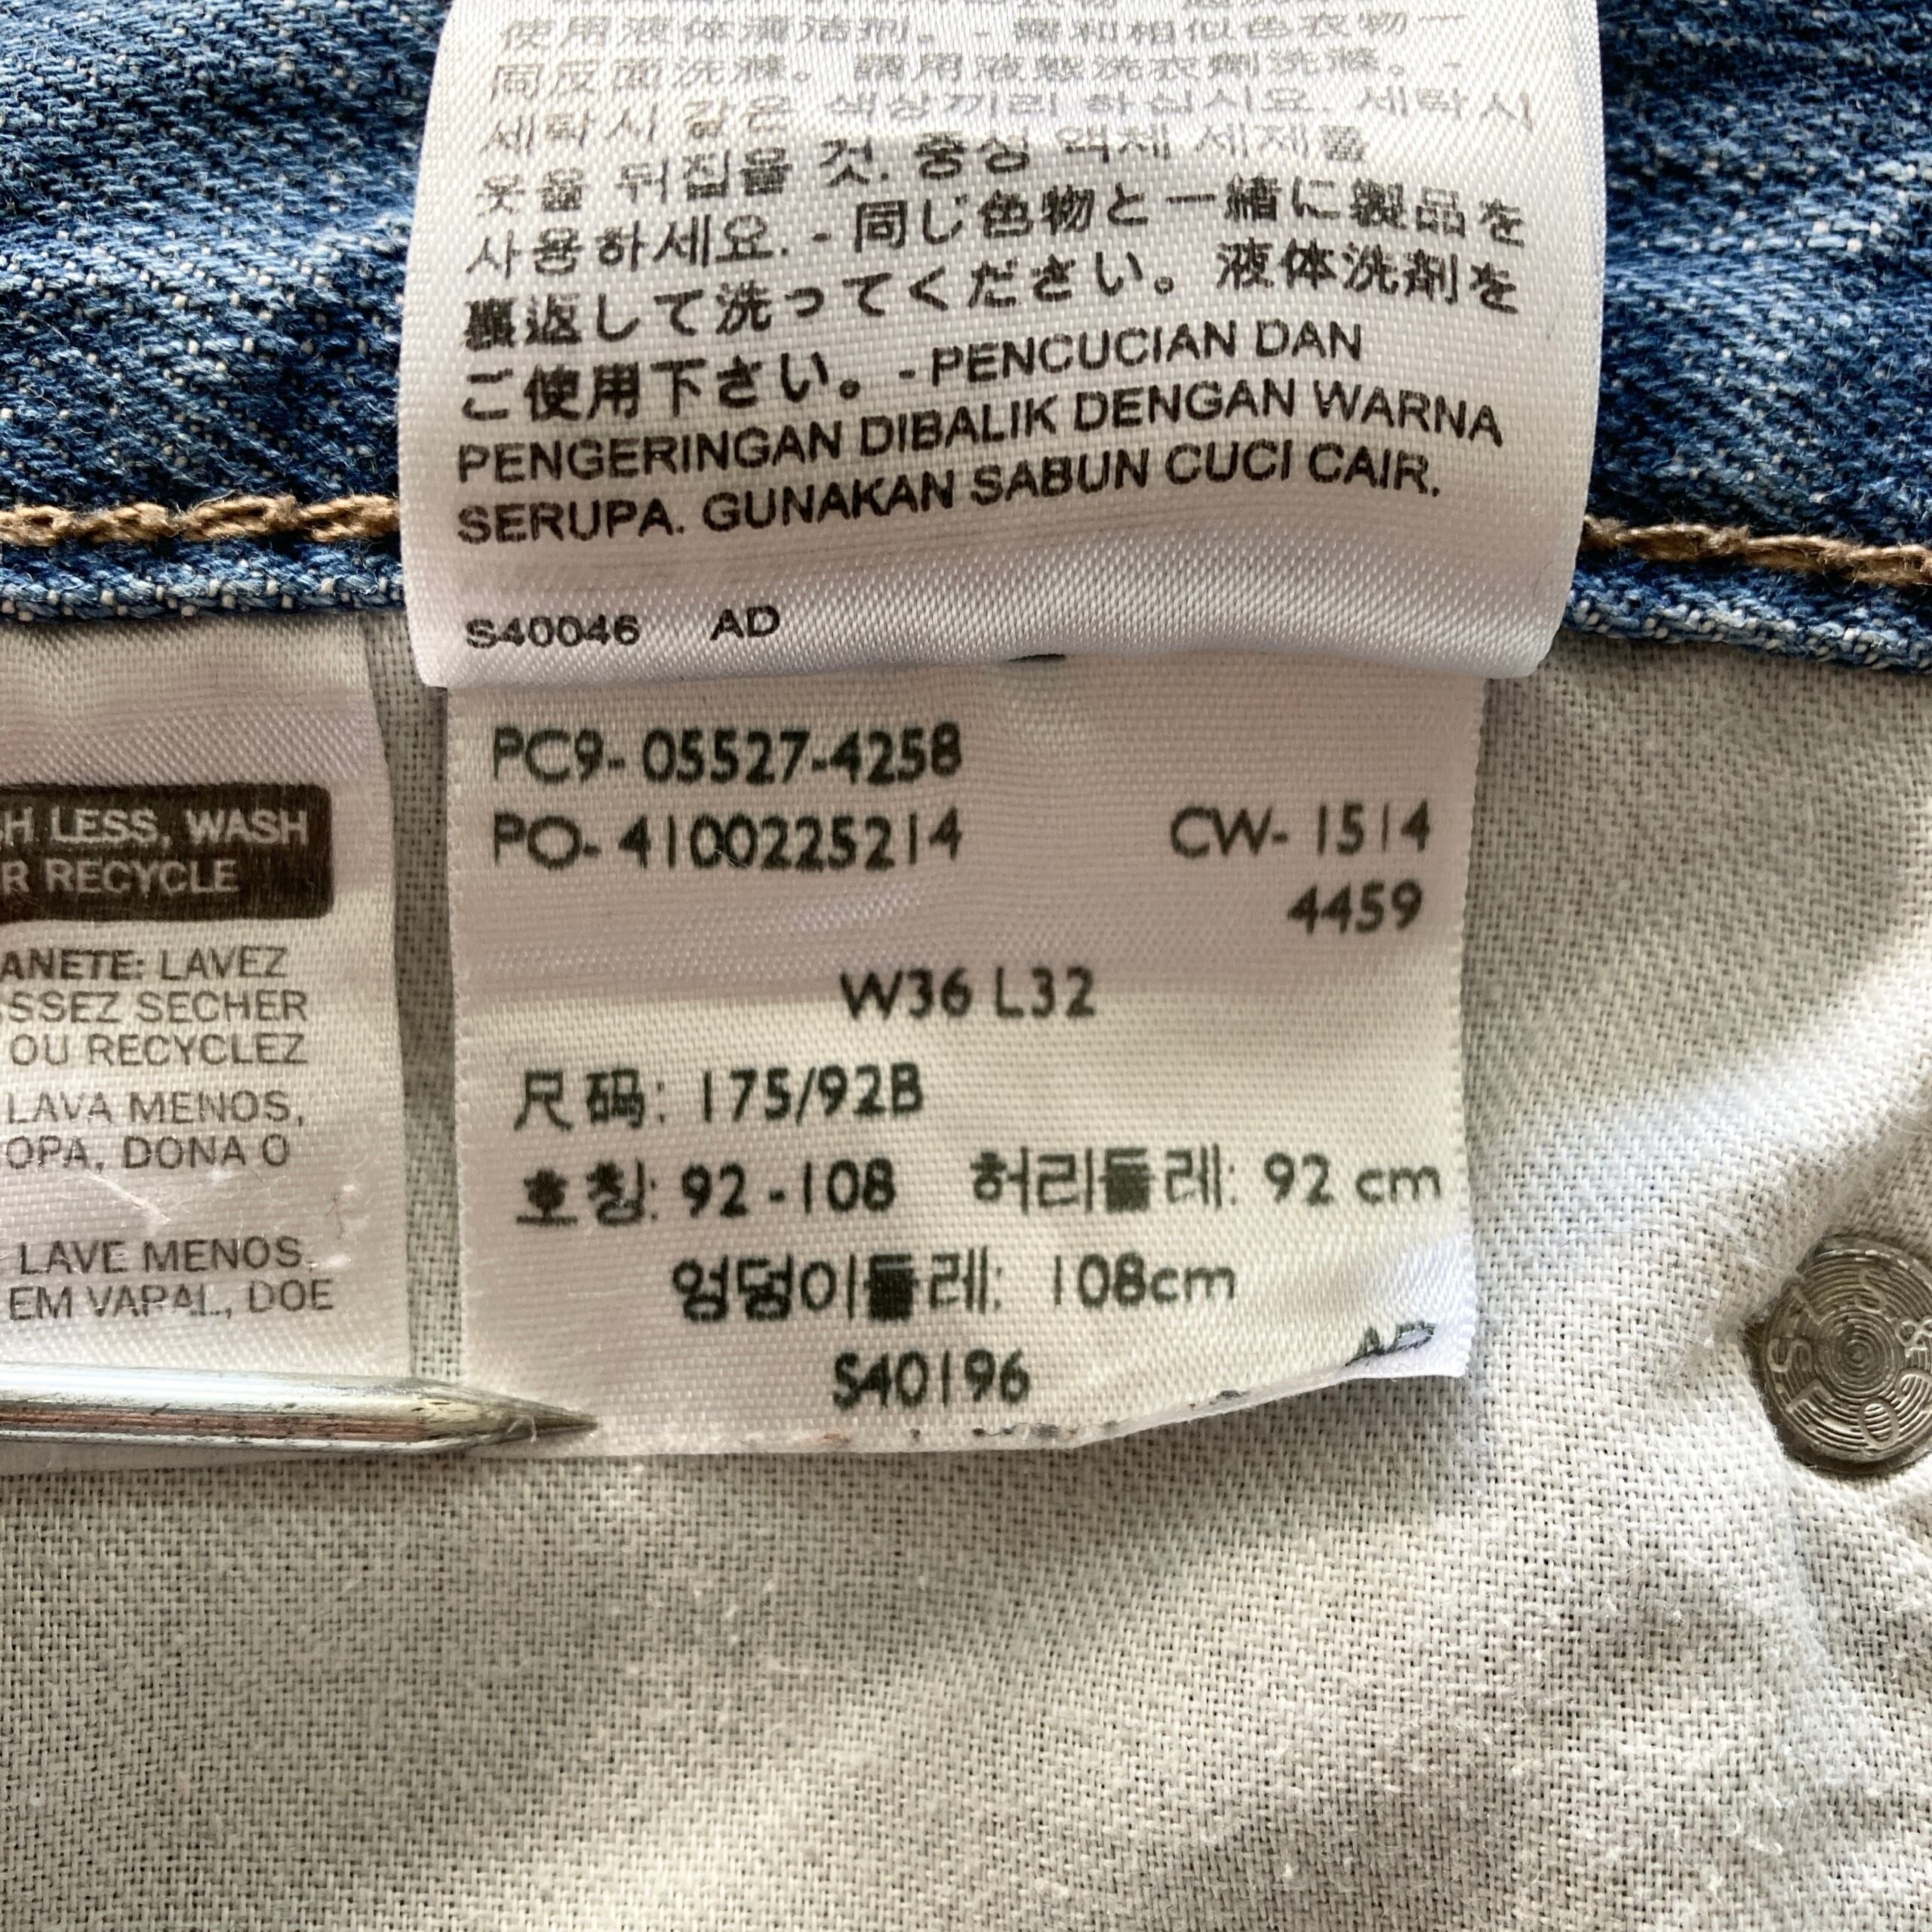 使用液体清洁剂。- 需和相似色衣物一
同反面洗滌。請用液態洗衣劑洗滌。-
세탁시 같은 색상끼리 하십시오. 세탁시
옷을 뒤집을 것. 중성 액체 세제를
사용하세요. - 同じ色物と一緒に製品を
裏返して洗ってください。液体洗剤を
ご使用下さい。- PENCUCIAN DAN
PENGERINGAN DIBALIK DENGAN WARNA
SERUPA. GUNAKAN SABUN CUCI CAIR.
S40046 AD
LESS, WASH
RECYCLE
LAVEZ
SECHER
OU RECYCLEZ
LAVA MENOS,
DONA O
LAVE MENOS.
EM VARAL, DOE
PC9- 05527-4258
PO- 4100225214 CW- 1514
4459
W36 L32
尺码: 175/92B
호칭: 92 -108 허리둘레: 92 cm
엉덩이둘레: 108cm
AD
S40196